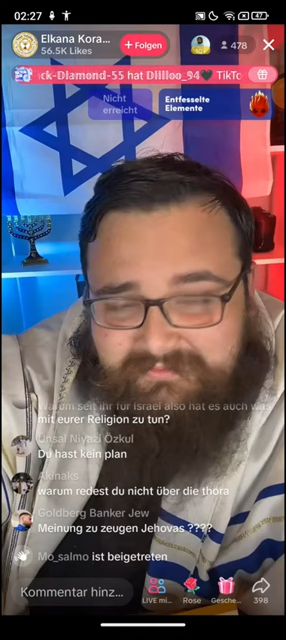 02:27
47
Elkana Kora...
56.5K Likes
+ Folgen
478
ck-Diamond-55 hat Diilloo_94🖤 TikTo
Nicht
erreicht
Entfesselte
Elemente
Warum seit ihr für Israel also hat es auch was
mit eurer Religion zu tun?
Ünsal Niyazi Özkul
Du hast kein plan
warum redest du nicht über die thora
Goldberg Banker Jew
Meinung zu zeugen Jehovas ????
Mo_salmo ist beigetreten
Kommentar hinz...
LIVE mi...
Rose
Gesche...
398